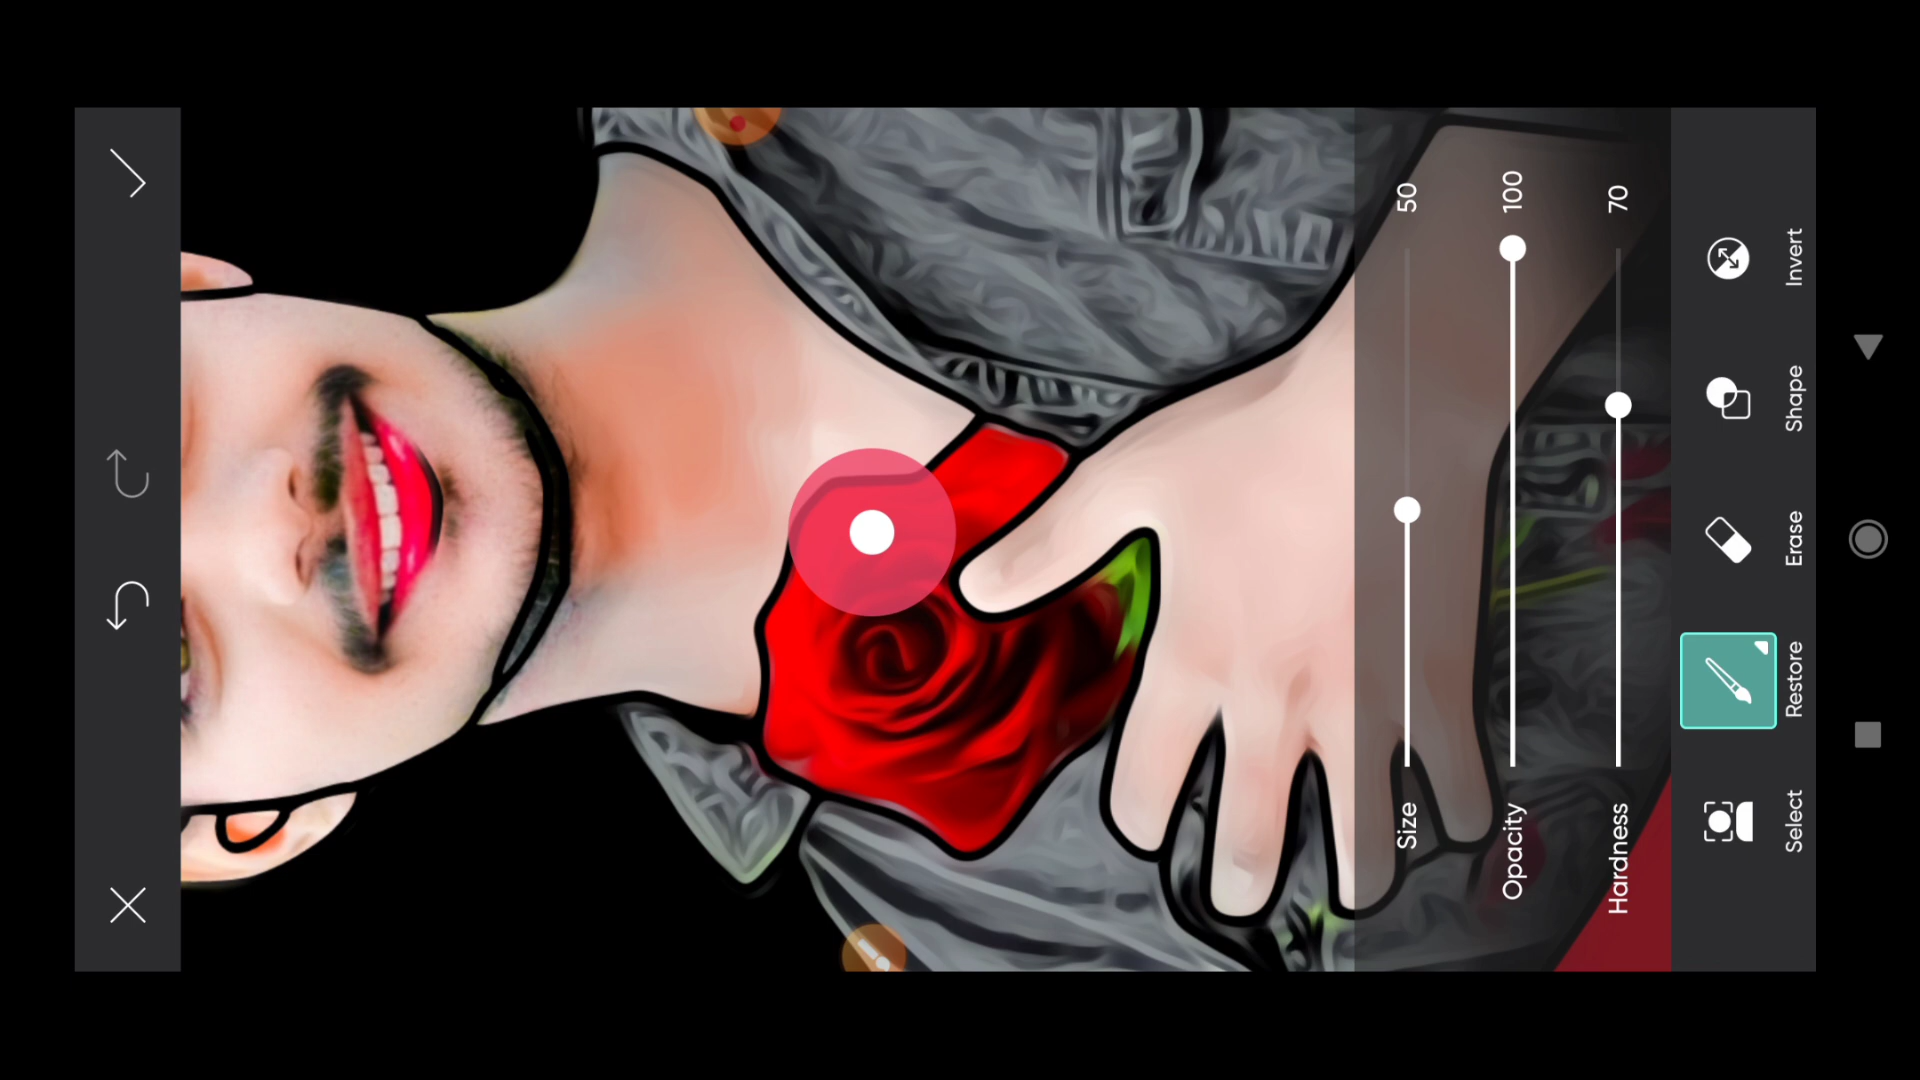 Size
50
Opacity
100
Hardness
70
Select
Restore
Erase
Shape
Invert